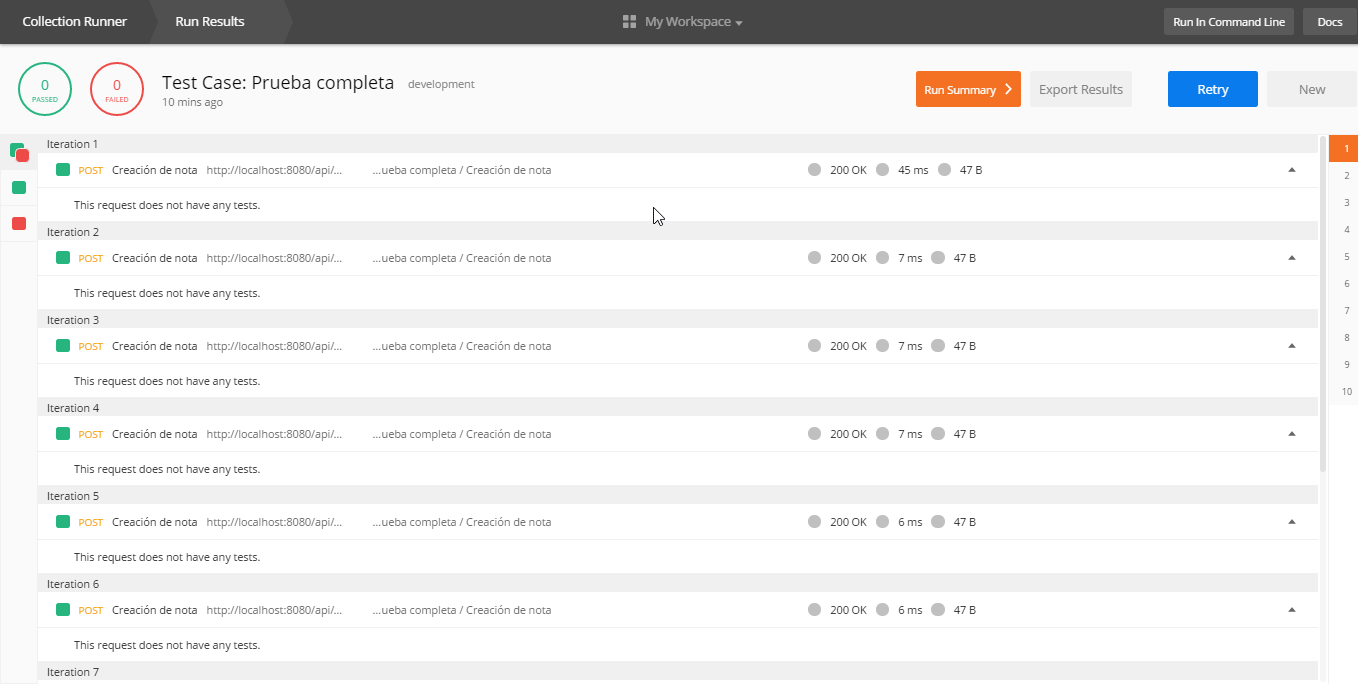 Collection Runner Run Results My Workspace Run In Command Line Docs
0 PASSED
0 FAILED
Test Case: Prueba completa development
10 mins ago
Run Summary Export Results Retry New
Iteration 1
POST Creación de nota http://localhost:8080/api/... ...ueba completa / Creación de nota 200 OK 45 ms 47 B
This request does not have any tests.
Iteration 2
POST Creación de nota http://localhost:8080/api/... ...ueba completa / Creación de nota 200 OK 7 ms 47 B
This request does not have any tests.
Iteration 3
POST Creación de nota http://localhost:8080/api/... ...ueba completa / Creación de nota 200 OK 7 ms 47 B
This request does not have any tests.
Iteration 4
POST Creación de nota http://localhost:8080/api/... ...ueba completa / Creación de nota 200 OK 7 ms 47 B
This request does not have any tests.
Iteration 5
POST Creación de nota http://localhost:8080/api/... ...ueba completa / Creación de nota 200 OK 6 ms 47 B
This request does not have any tests.
Iteration 6
POST Creación de nota http://localhost:8080/api/... ...ueba completa / Creación de nota 200 OK 6 ms 47 B
This request does not have any tests.
Iteration 7
1
2
3
4
5
6
7
8
9
10